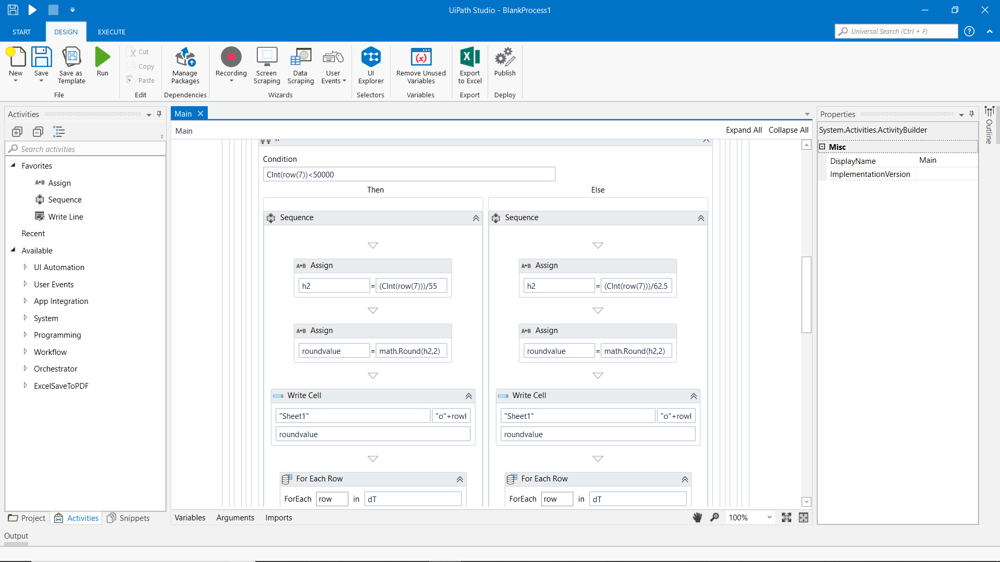 UiPath Studio - BlankProcess1
START DESIGN EXECUTE
Universal Search (Ctrl + F)
New
Save
Save as Template
Run
Cut
Copy
Paste
Manage Packages
Recording
Screen Scraping
Data Scraping
User Events
UI Explorer
Remove Unused Variables
Export to Excel
Publish
File Edit Dependencies Wizards Selectors Variables Export Deploy
Activities
Search activities
Favorites
A+B Assign
Sequence
Write Line
Recent
Available
UI Automation
User Events
App Integration
System
Programming
Workflow
Orchestrator
ExcelSaveToPDF
Project Activities Snippets
Output
Main
Main Expand All Collapse All
Condition
CInt(row(7))<50000
Then Else
Sequence
A+B Assign
h2 = (CInt(row(7)))/55
A+B Assign
roundvalue = math.Round(h2,2)
Write Cell
"Sheet1" "o"+rowI
roundvalue
For Each Row
ForEach row in dT
Sequence
A+B Assign
h2 = (CInt(row(7)))/62.5
A+B Assign
roundvalue = math.Round(h2,2)
Write Cell
"Sheet1" "o"+rowI
roundvalue
For Each Row
ForEach row in dT
Variables Arguments Imports 100%
Properties
System.Activities.ActivityBuilder
Misc
DisplayName Main
ImplementationVersion
Outline